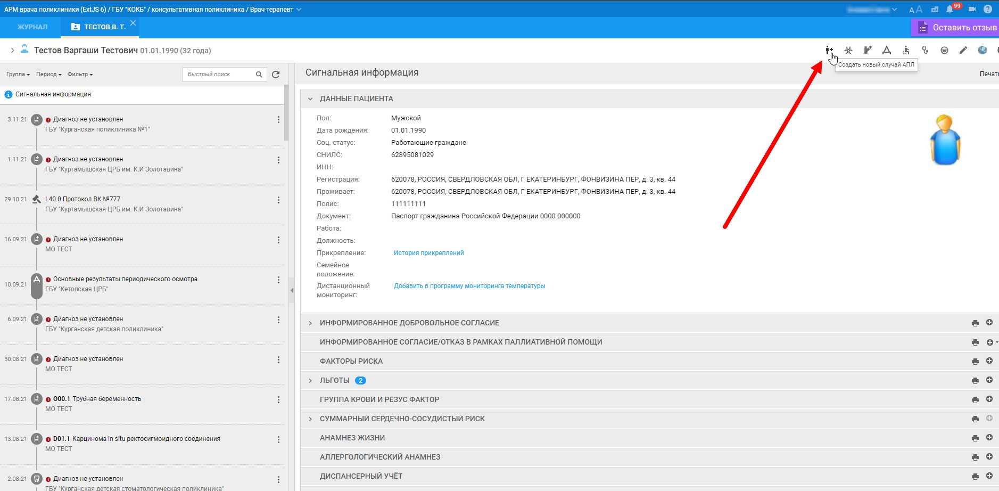 АРМ врача поликлиники (ExtJS 6) / ГБУ "КОКБ" / консультативная поликлиника / Врач-терапевт
A A
99
?
ЖУРНАЛ
ТЕСТОВ В. Т.
Оставить отзыв
Тестов Варгаши Тестович 01.01.1990 (32 года)
Создать новый случай АПЛ
Группа
Период
Фильтр
Быстрый поиск
Сигнальная информация
3.11.21
Диагноз не установлен
ГБУ "Курганская поликлиника №1"
1.11.21
Диагноз не установлен
ГБУ "Куртамышская ЦРБ им. К.И Золотавина"
29.10.21
L40.0 Протокол ВК №777
ГБУ "Куртамышская ЦРБ им. К.И Золотавина"
16.09.21
Диагноз не установлен
МО ТЕСТ
10.09.21
Основные результаты периодического осмотра
ГБУ "Кетовская ЦРБ"
6.09.21
Диагноз не установлен
ГБУ "Курганская детская поликлиника"
30.08.21
Диагноз не установлен
МО ТЕСТ
17.08.21
O00.1 Трубная беременность
МО ТЕСТ
13.08.21
D01.1 Карцинома in situ ректосигмоидного соединения
МО ТЕСТ
2.08.21
Диагноз не установлен
ГБУ "Курганская детская стоматологическая поликлиника"
Сигнальная информация
Печать
ДАННЫЕ ПАЦИЕНТА
Пол: Мужской
Дата рождения: 01.01.1990
Соц. статус: Работающие граждане
СНИЛС: 62895081029
ИНН:
Регистрация: 620078, РОССИЯ, СВЕРДЛОВСКАЯ ОБЛ, Г ЕКАТЕРИНБУРГ, ФОНВИЗИНА ПЕР, д. 3, кв. 44
Проживает: 620078, РОССИЯ, СВЕРДЛОВСКАЯ ОБЛ, Г ЕКАТЕРИНБУРГ, ФОНВИЗИНА ПЕР, д. 3, кв. 44
Полис: 111111111
Документ: Паспорт гражданина Российской Федерации 0000 000000
Работа:
Должность:
Прикрепление: История прикреплений
Семейное
положение:
Дистанционный Добавить в программу мониторинга температуры
мониторинг:
ИНФОРМИРОВАННОЕ ДОБРОВОЛЬНОЕ СОГЛАСИЕ
ИНФОРМИРОВАННОЕ СОГЛАСИЕ/ОТКАЗ В РАМКАХ ПАЛЛИАТИВНОЙ ПОМОЩИ
ФАКТОРЫ РИСКА
ЛЬГОТЫ 2
ГРУППА КРОВИ И РЕЗУС ФАКТОР
СУММАРНЫЙ СЕРДЕЧНО-СОСУДИСТЫЙ РИСК
АНАМНЕЗ ЖИЗНИ
АЛЛЕРГОЛОГИЧЕСКИЙ АНАМНЕЗ
ДИСПАНСЕРНЫЙ УЧЁТ